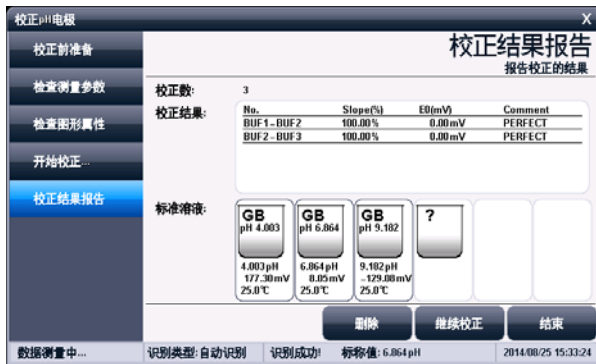 校正pH电极 X
校正前准备
检查测量参数
检查图形属性
开始校正...
校正结果报告
校正结果报告
报告校正的结果
校正数: 3
校正结果:
No. Slope(%) E0(mV) Comment
BUF1-BUF2 100.00% 0.00mV PERFECT
BUF2-BUF3 100.00% 0.00mV PERFECT
标准溶液:
GB GB GB ?
pH 4.003 pH 6.864 pH 9.182
4.003pH 6.864pH 9.182pH
177.30mV 8.05mV -129.08mV
25.0℃ 25.0℃ 25.0℃
删除 继续校正 结束
数据测量中... 识别类型:自动识别 识别成功! 标称值:6.864pH 2014/08/25 15:33:24